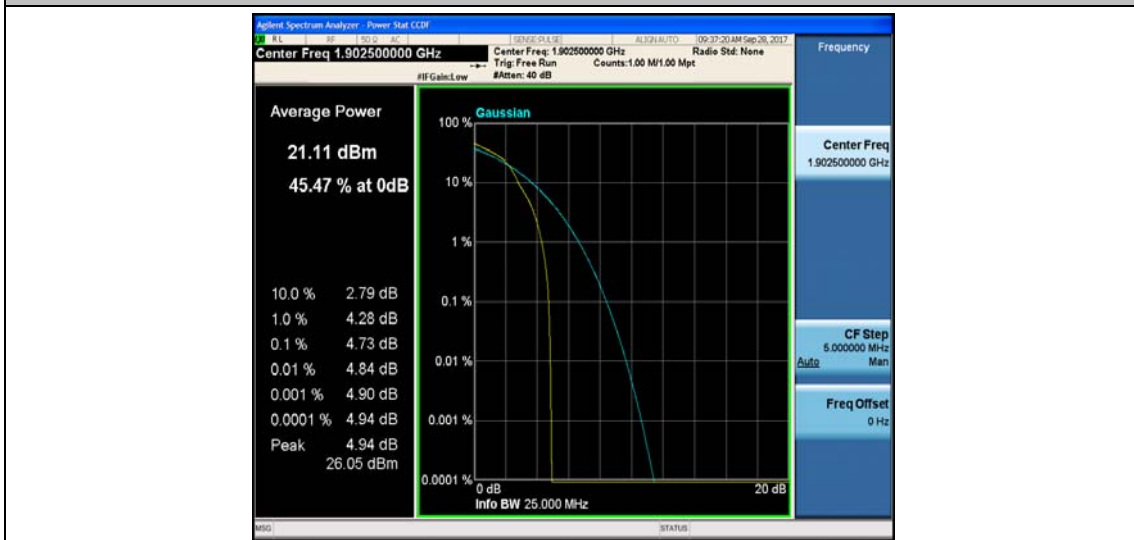 Agilent Spectrum Analyzer - Power Stat CCDF
RL RF 50 Ω AC SENSE:PULSE ALIGN AUTO 09:37:20 AM Sep 28, 2017
Center Freq 1.902500000 GHz
Center Freq: 1.902500000 GHz Radio Std: None
Trig: Free Run Counts:1.00 M/1.00 Mpt
#IFGain:Low #Atten: 40 dB
Frequency
Average Power
21.11 dBm
45.47 % at 0dB
10.0 % 2.79 dB
1.0 % 4.28 dB
0.1 % 4.73 dB
0.01 % 4.84 dB
0.001 % 4.90 dB
0.0001 % 4.94 dB
Peak 4.94 dB
26.05 dBm
Gaussian
100 %
10 %
1 %
0.1 %
0.01 %
0.001 %
0.0001 %
0 dB 20 dB
Info BW 25.000 MHz
Center Freq
1.902500000 GHz
CF Step
5.000000 MHz
Auto Man
Freq Offset
0 Hz
MSG STATUS